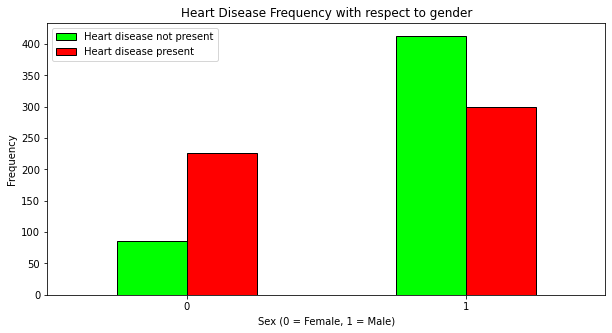 Heart Disease Frequency with respect to gender
Heart disease not present
Heart disease present
400
350
300
250
200
150
100
50
0
Frequency
0
1
Sex (0 = Female, 1 = Male)